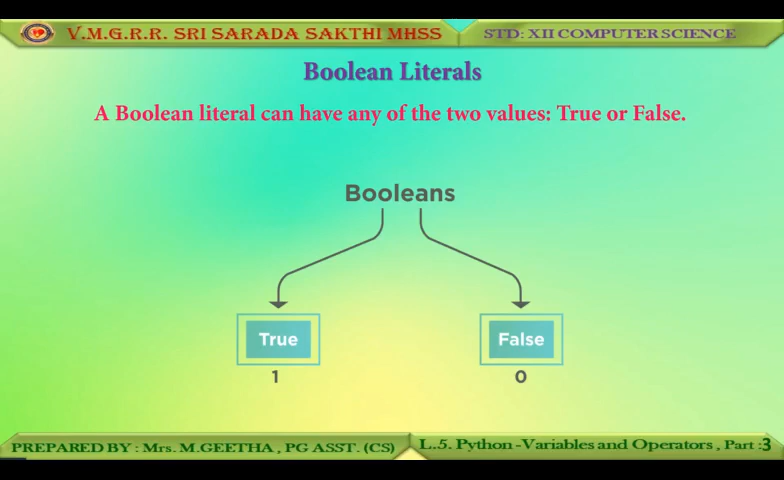 V.M.G.R.R. SRI SARADA SAKTHI MHSS
STD: XII COMPUTER SCIENCE
Boolean Literals
A Boolean literal can have any of the two values: True or False.
Booleans
True
False
1
0
PREPARED BY : Mrs. M.GEETHA , PG ASST. (CS)
L.5. Python -Variables and Operators , Part :3